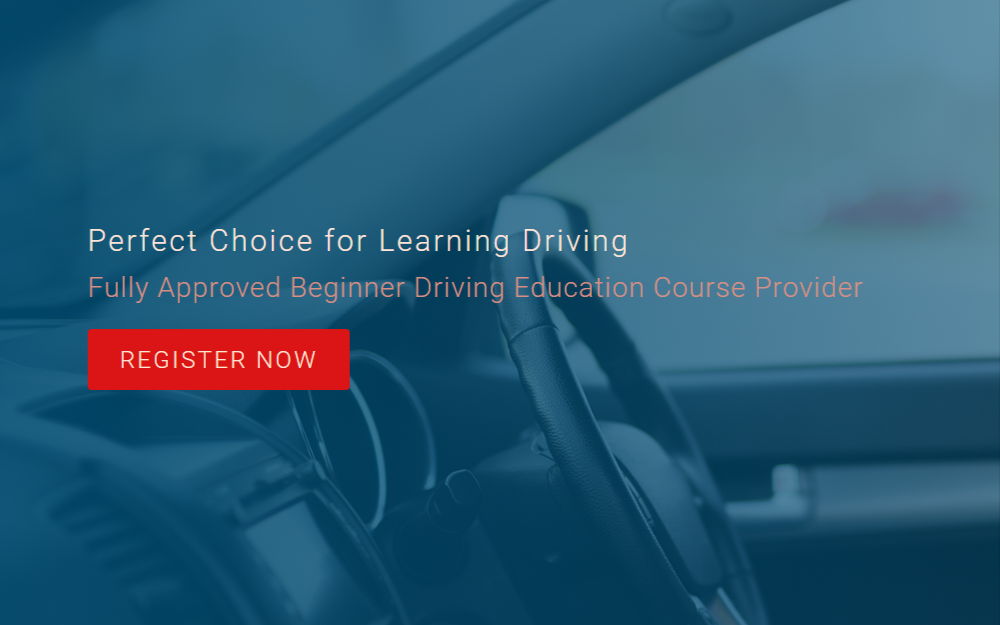 Perfect Choice for Learning Driving
Fully Approved Beginner Driving Education Course Provider
REGISTER NOW